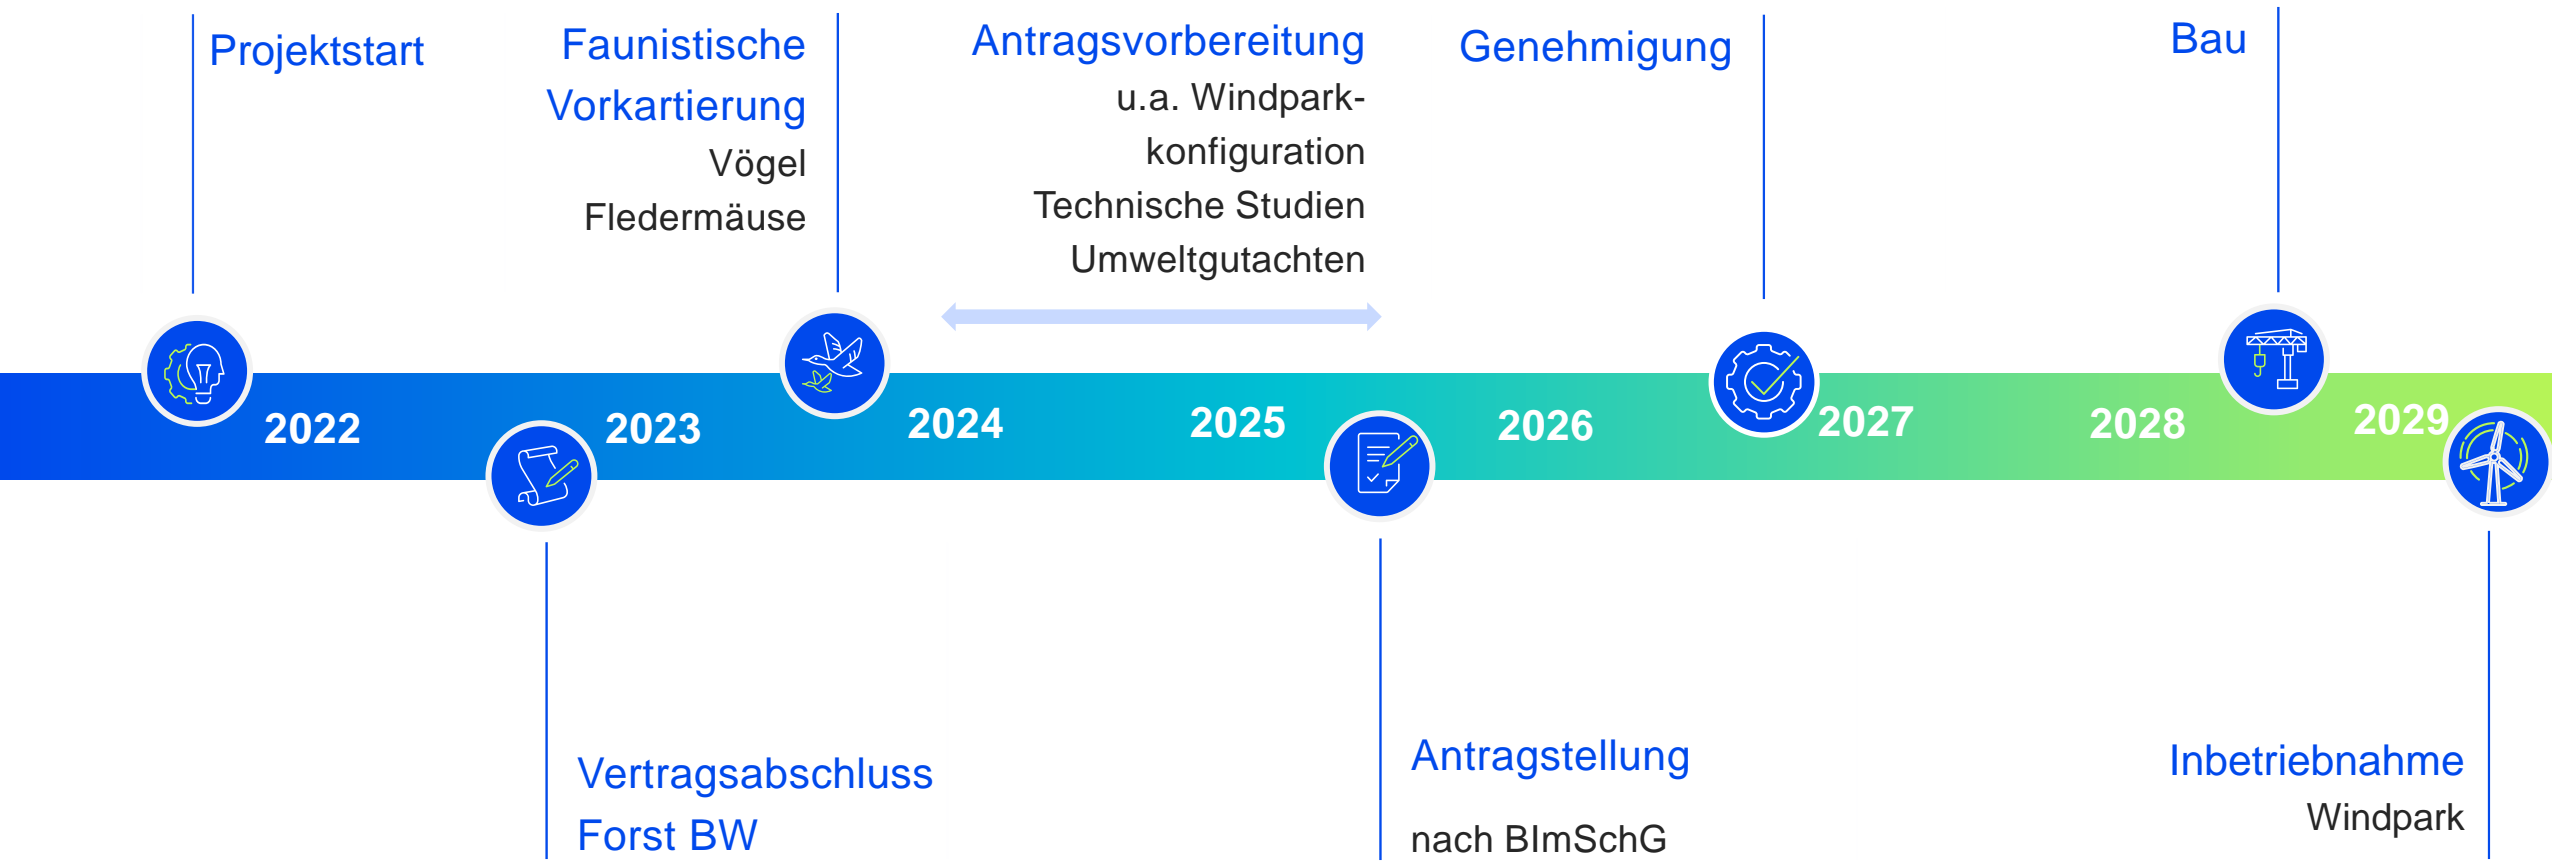 Projektstart
Faunistische
Vorkartierung
Vögel
Fledermäuse
Antragsvorbereitung
u.a. Windpark-
konfiguration
Technische Studien
Umweltgutachten
Genehmigung
Bau
2022
2023
2024
2025
2026
2027
2028
2029
Vertragsabschluss
Forst BW
Antragstellung
nach BImSchG
Inbetriebnahme
Windpark